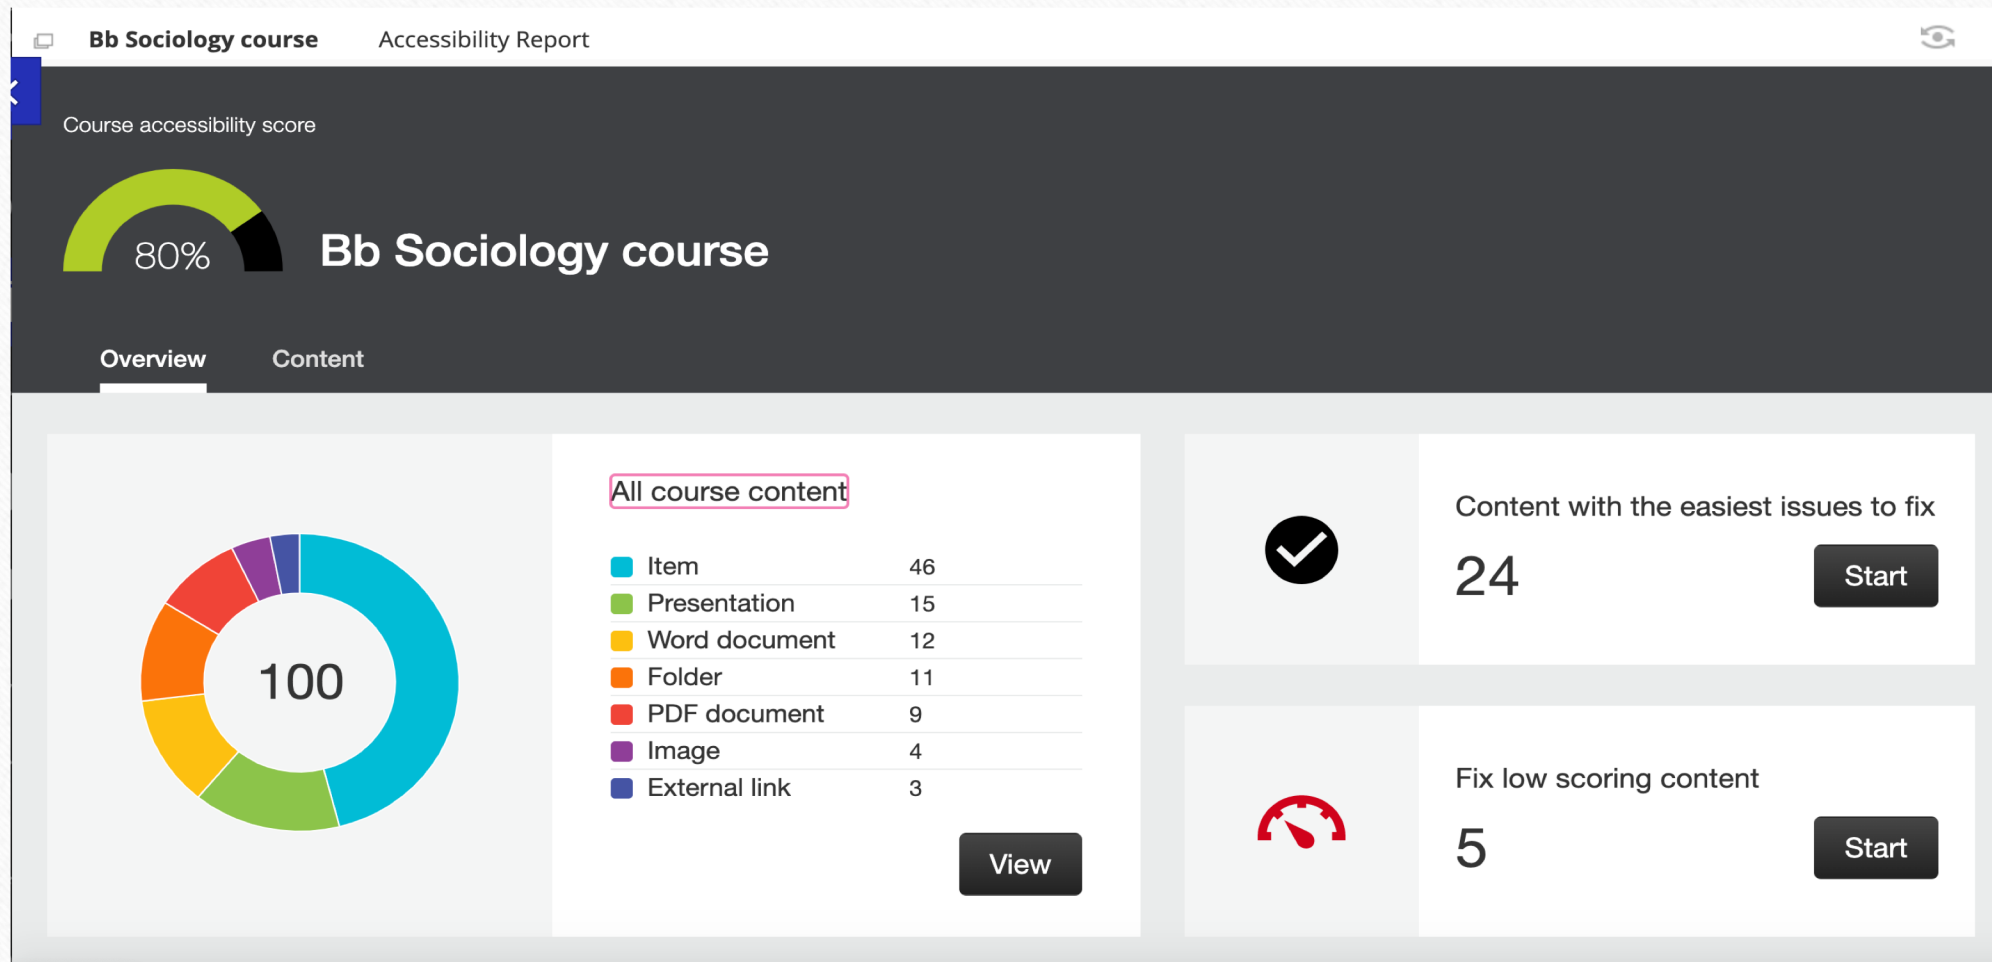 Bb Sociology course Accessibility Report
Course accessibility score
80%
Bb Sociology course
Overview Content
100
All course content
Item 46
Presentation 15
Word document 12
Folder 11
PDF document 9
Image 4
External link 3
View
Content with the easiest issues to fix
24
Start
Fix low scoring content
5
Start